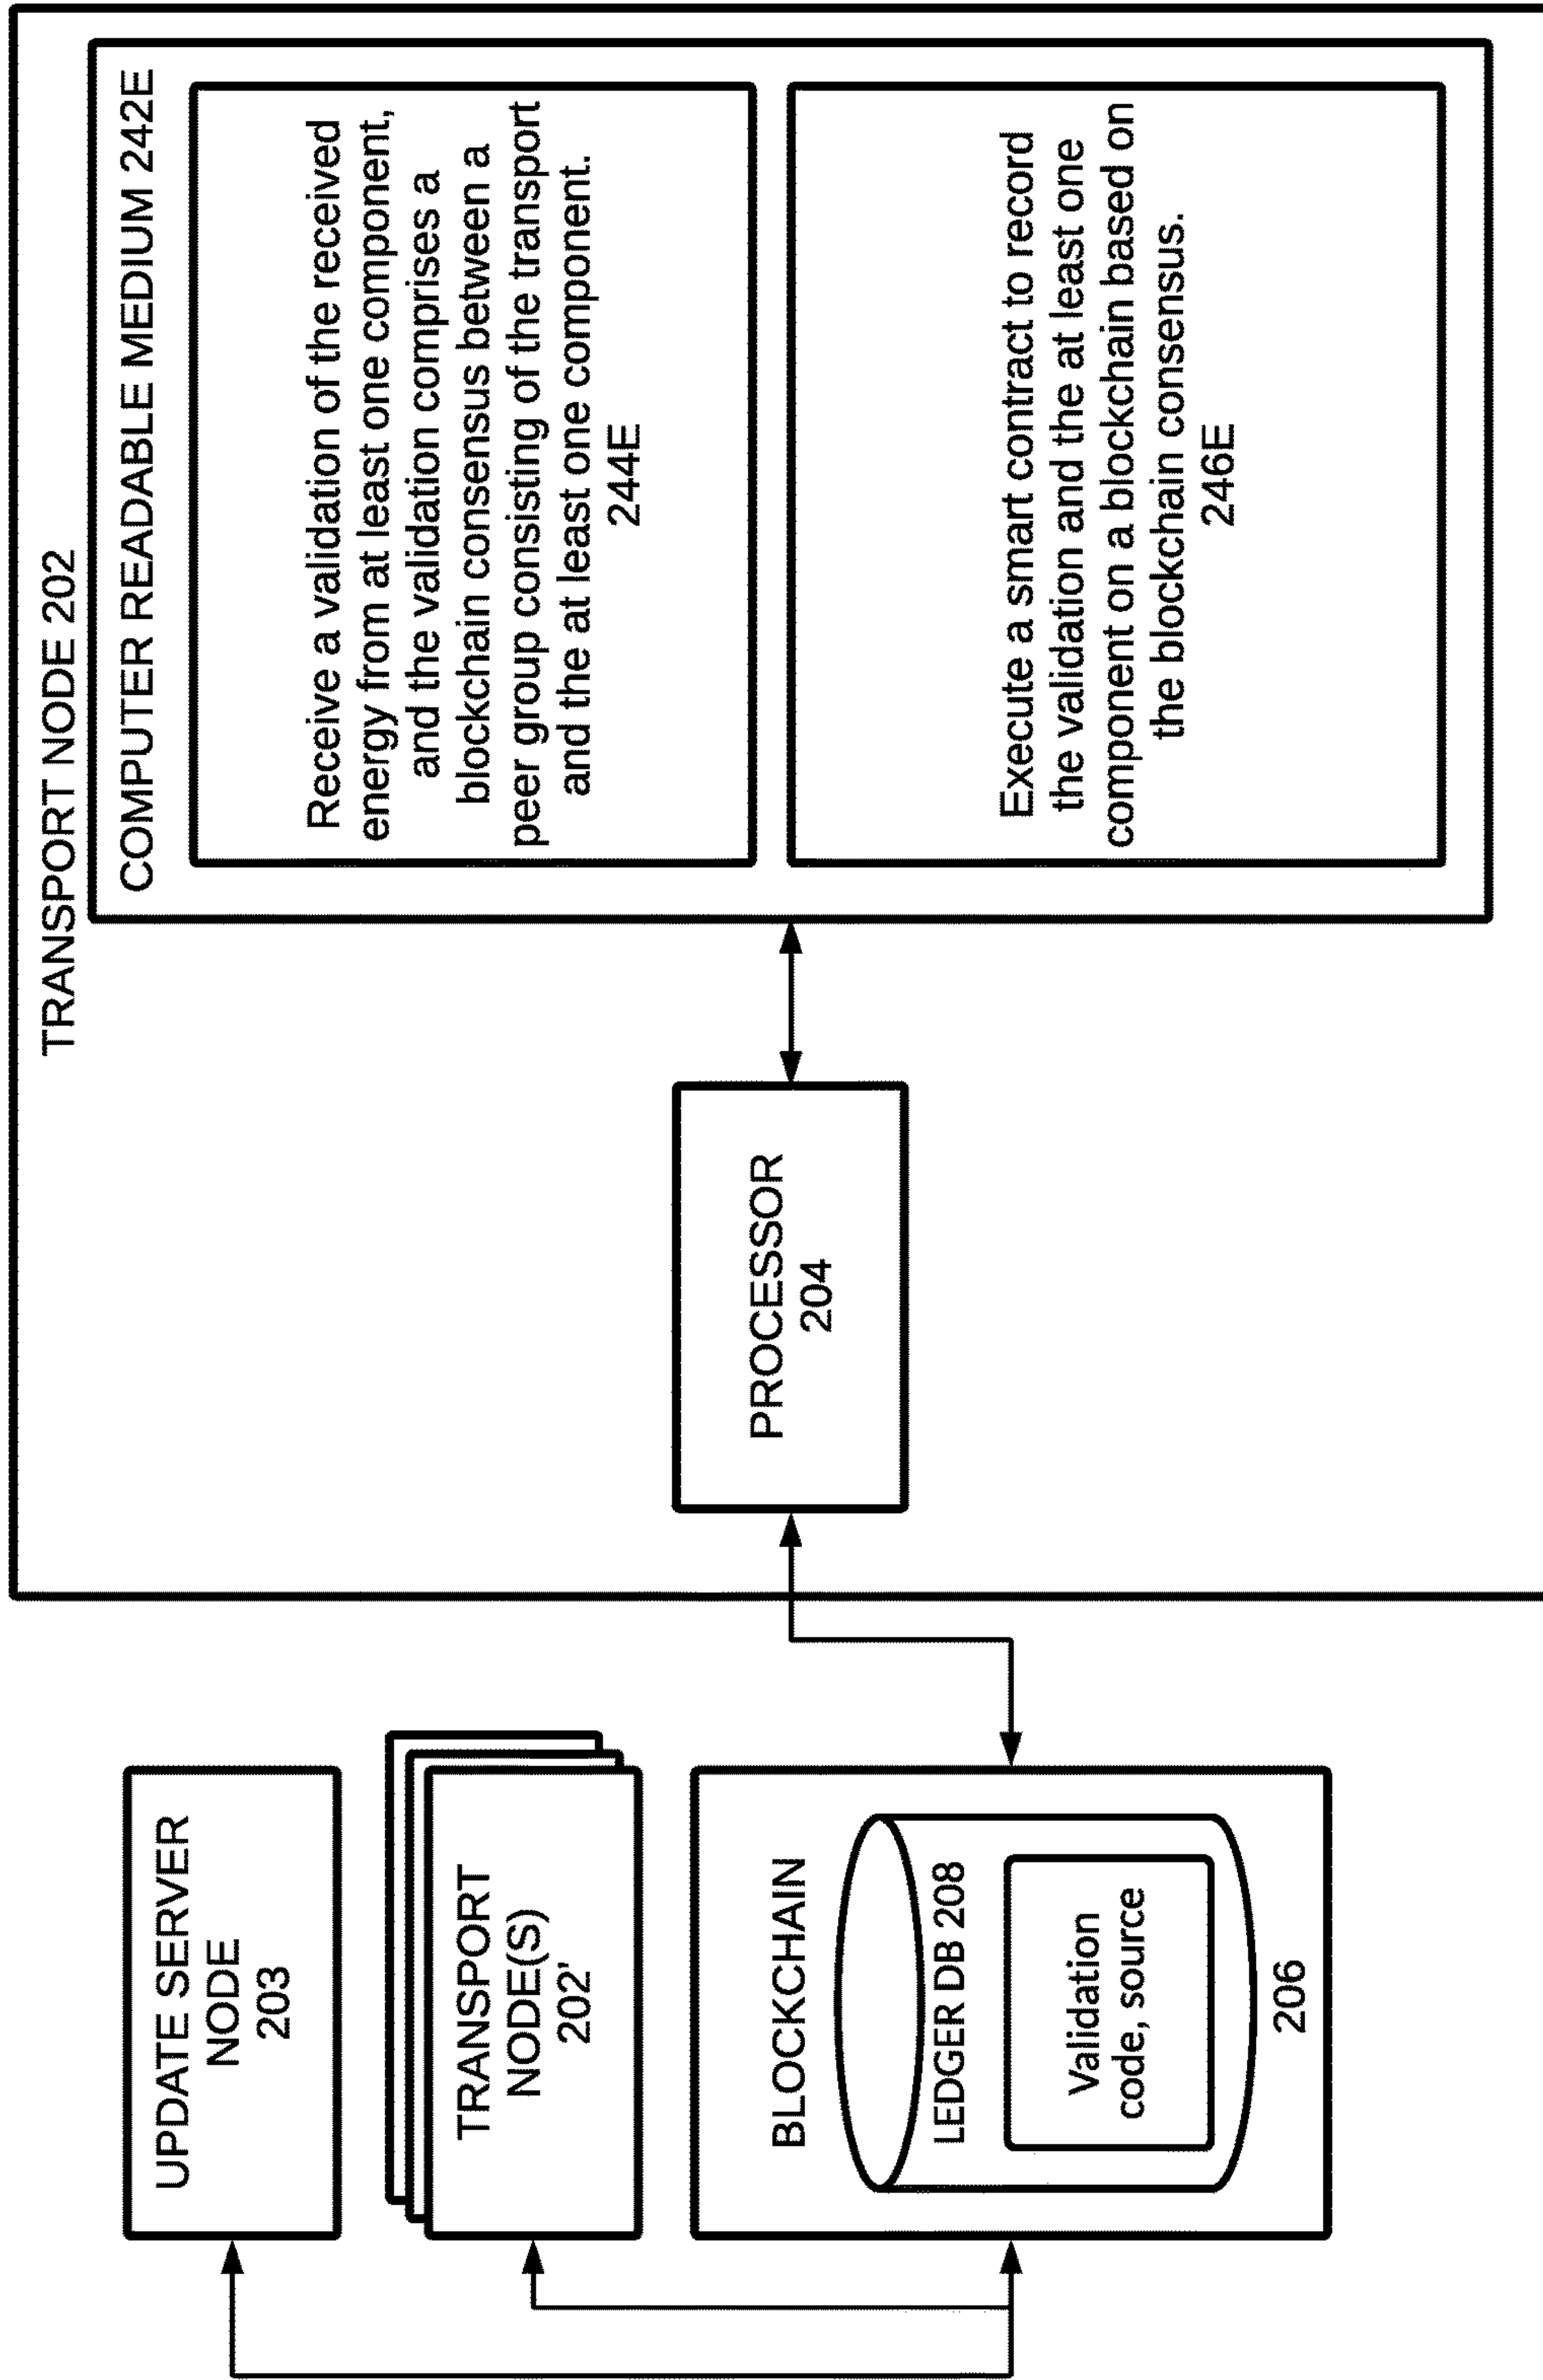 TRANSPORT NODE 202
COMPUTER READABLE MEDIUM 242E
Receive a validation of the received
energy from at least one component,
and the validation comprises a
blockchain consensus between a
peer group consisting of the transport
and the at least one component.
244E
Execute a smart contract to record
the validation and the at least one
component on a blockchain based on
the blockchain consensus.
246E
PROCESSOR
204
UPDATE SERVER
NODE
203
TRANSPORT
NODE(S)
202'
BLOCKCHAIN
LEDGER DB 208
Validation
code, source
206